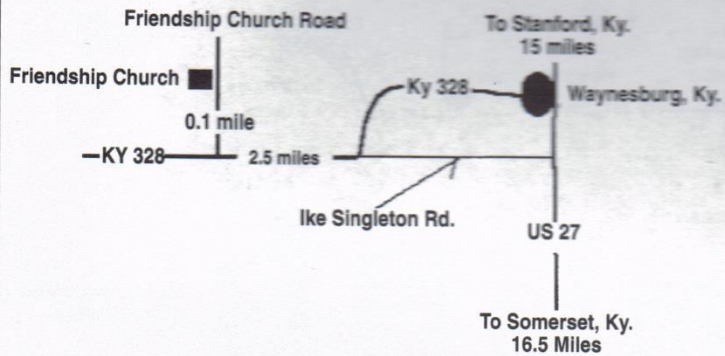 Friendship Church Road
To Stanford, Ky.
15 miles
Friendship Church
Ky 328
Waynesburg, Ky.
0.1 mile
KY 328
2.5 miles
Ike Singleton Rd.
US 27
To Somerset, Ky.
16.5 Miles